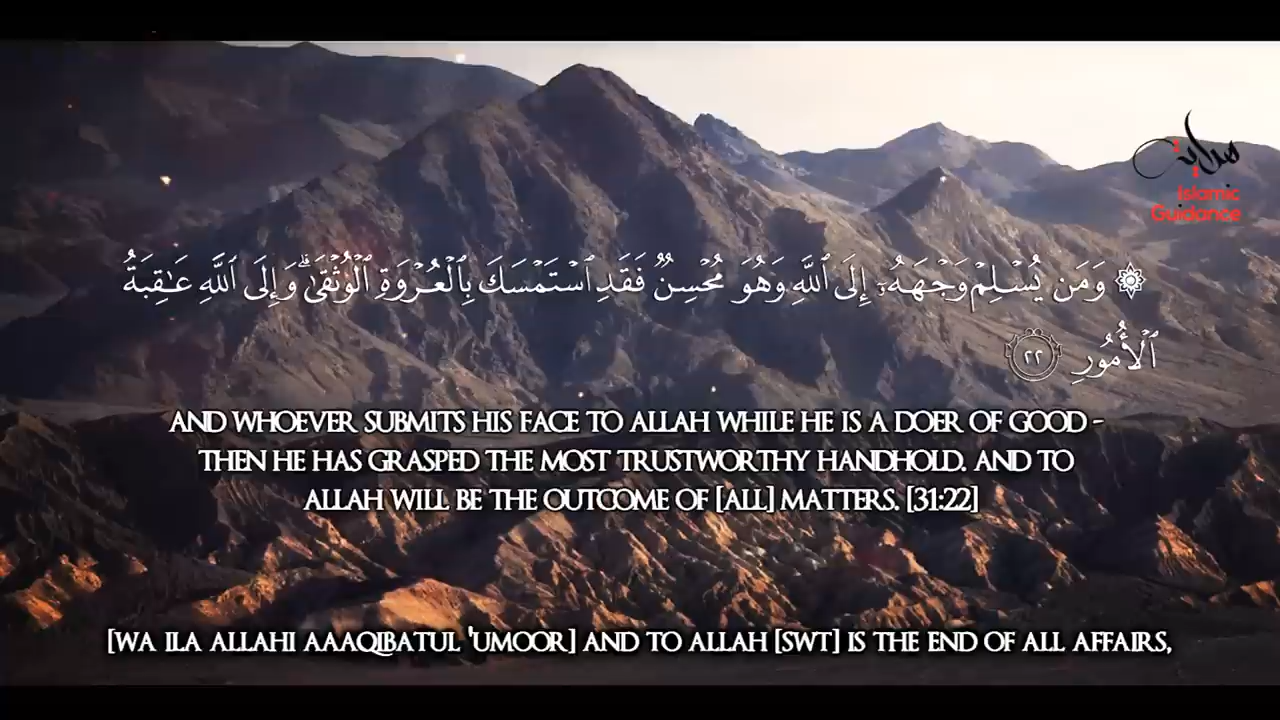 هداية
Islamic
Guidance
۞ وَمَن يُسْلِمْ وَجْهَهُۥٓ إِلَى ٱللَّهِ وَهُوَ مُحْسِنٌ فَقَدِ ٱسْتَمْسَكَ بِٱلْعُرْوَةِ ٱلْوُثْقَىٰ ۗ وَإِلَى ٱللَّهِ عَـٰقِبَةُ
ٱلْأُمُورِ ٢٢
AND WHOEVER SUBMITS HIS FACE TO ALLAH WHILE HE IS A DOER OF GOOD -
THEN HE HAS GRASPED THE MOST TRUSTWORTHY HANDHOLD. AND TO
ALLAH WILL BE THE OUTCOME OF [ALL] MATTERS. [31:22]
[WA ILA ALLAHI AAAQIBATUL 'UMOOR] AND TO ALLAH [SWT] IS THE END OF ALL AFFAIRS,